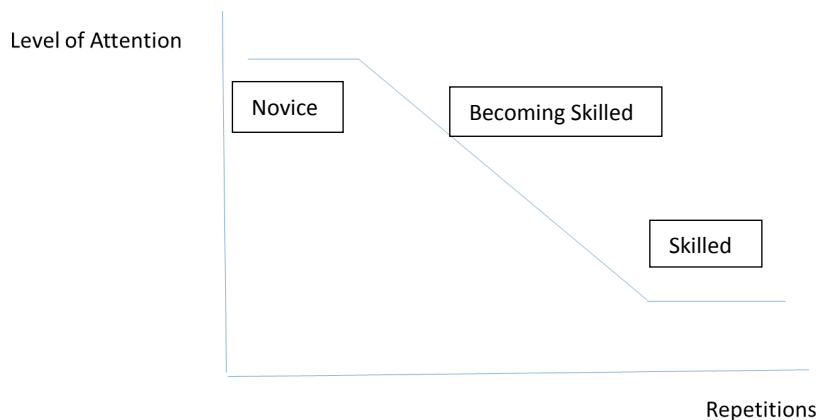 Level of Attention
Novice
Becoming Skilled
Skilled
Repetitions